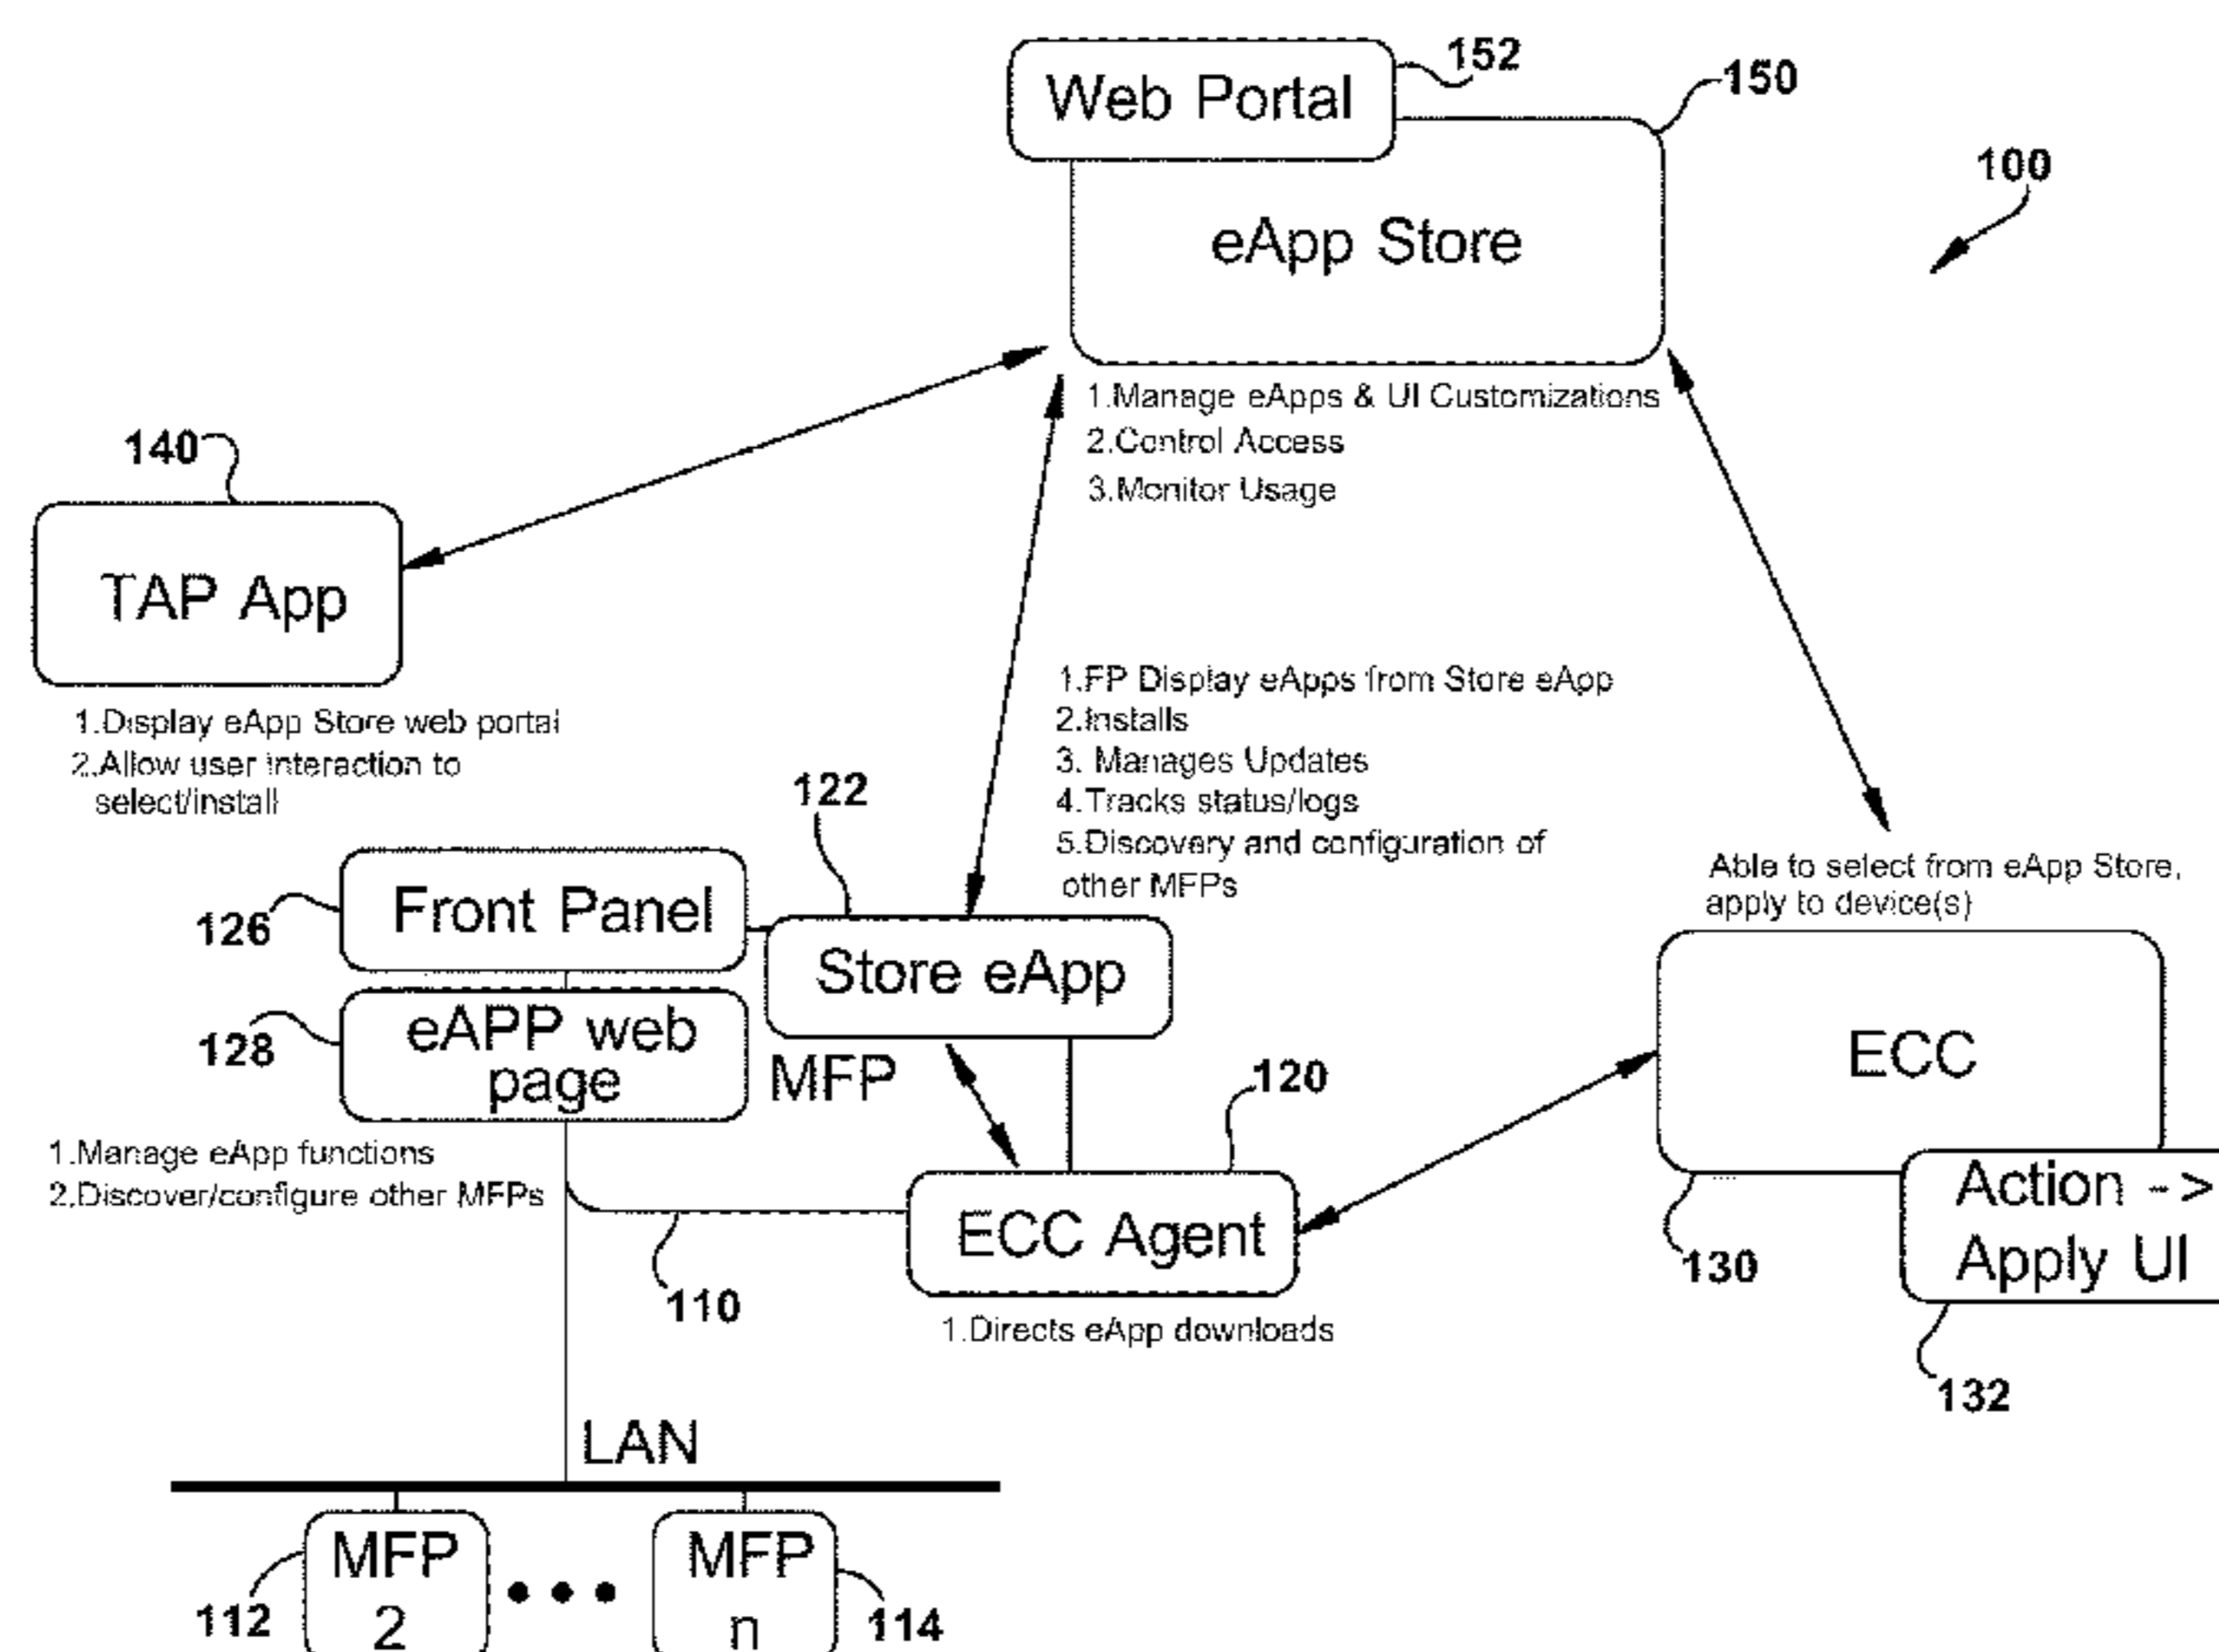 Web Portal
152
150
eApp Store
100
1.Manage eApps & UI Customizations
2.Control Access
3.Monitor Usage
140
TAP App
1.Display eApp Store web portal
2.Allow user interaction to
select/install
1.FP Display eApps from Store eApp
2.Installs
3. Manages Updates
4.Tracks status/logs
5.Discovery and configuration of
other MFPs
122
Front Panel
126
Store eApp
Able to select from eApp Store,
apply to device(s)
eAPP web
page
128
MFP
120
ECC
1.Manage eApp functions
2.Discover/configure other MFPs
ECC Agent
110
1.Directs eApp downloads
Action ->
Apply UI
130
132
LAN
MFP
2
112
MFP
n
114